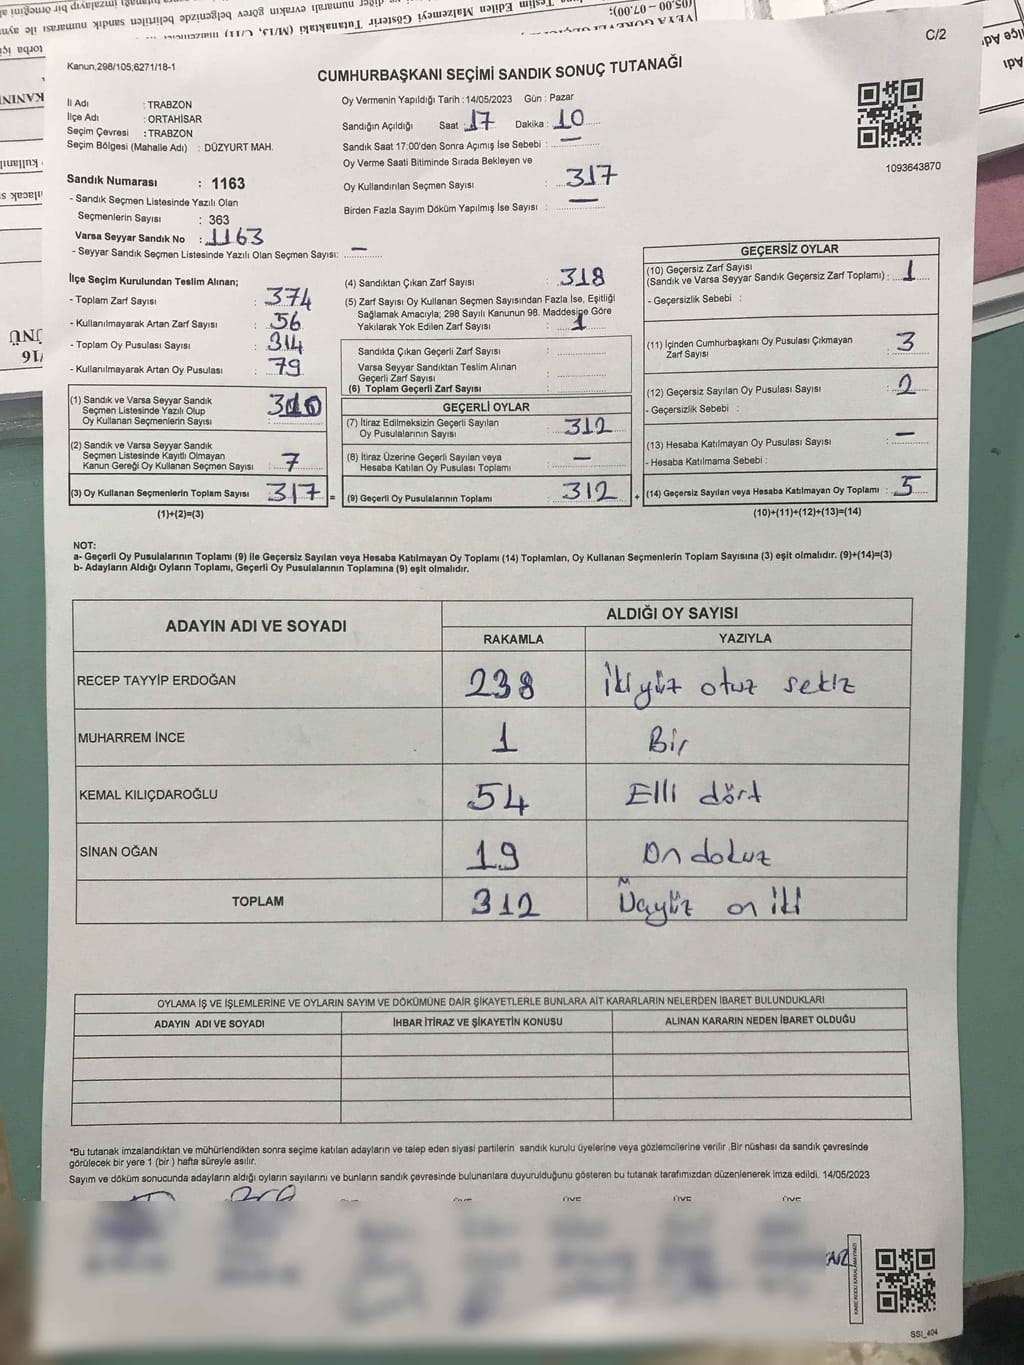 C/2
Kanun,298/105,6271/18-1
CUMHURBAŞKANI SEÇİMİ SANDIK SONUÇ TUTANAĞI
İl Adı : TRABZON
İlçe Adı : ORTAHİSAR
Seçim Çevresi : TRABZON
Seçim Bölgesi (Mahalle Adı) : DÜZYURT MAH.
Oy Vermenin Yapıldığı Tarih :14/05/2023 Gün : Pazar
Sandığın Açıldığı Saat : 17 Dakika : 10
Sandık Saat 17:00'den Sonra Açımış İse Sebebi : —
Oy Verme Saati Bitiminde Sırada Bekleyen ve
Oy Kullandırılan Seçmen Sayısı : 317
Birden Fazla Sayım Döküm Yapılmış İse Sayısı : —
1093643870
Sandık Numarası : 1163
- Sandık Seçmen Listesinde Yazılı Olan
Seçmenlerin Sayısı : 363
Varsa Seyyar Sandık No : 1163
- Seyyar Sandık Seçmen Listesinde Yazılı Olan Seçmen Sayısı: —
İlçe Seçim Kurulundan Teslim Alınan;
- Toplam Zarf Sayısı : 374
- Kullanılmayarak Artan Zarf Sayısı : 56
- Toplam Oy Pusulası Sayısı : 314
- Kullanılmayarak Artan Oy Pusulası : 79
(1) Sandık ve Varsa Seyyar Sandık
Seçmen Listesinde Yazılı Olup
Oy Kullanan Seçmenlerin Sayısı : 310
(2) Sandık ve Varsa Seyyar Sandık
Seçmen Listesinde Kayıtlı Olmayan
Kanun Gereği Oy Kullanan Seçmen Sayısı : 7
(3) Oy Kullanan Seçmenlerin Toplam Sayısı : 317 =
(1)+(2)=(3)
(4) Sandıktan Çıkan Zarf Sayısı : 318
(5) Zarf Sayısı Oy Kullanan Seçmen Sayısından Fazla İse, Eşitliği
Sağlamak Amacıyla; 298 Sayılı Kanunun 98. Maddesine Göre
Yakılarak Yok Edilen Zarf Sayısı : 1
Sandıkta Çıkan Geçerli Zarf Sayısı :
Varsa Seyyar Sandıktan Teslim Alınan
Geçerli Zarf Sayısı :
(6) Toplam Geçerli Zarf Sayısı :
GEÇERLİ OYLAR
(7) İtiraz Edilmeksizin Geçerli Sayılan
Oy Pusulalarının Sayısı : 312
(8) İtiraz Üzerine Geçerli Sayılan veya
Hesaba Katılan Oy Pusulası Toplamı : —
(9) Geçerli Oy Pusulalarının Toplamı : 312 +
GEÇERSİZ OYLAR
(10) Geçersiz Zarf Sayısı
(Sandık ve Varsa Seyyar Sandık Geçersiz Zarf Toplamı) : 1
- Geçersizlik Sebebi :
(11) İçinden Cumhurbaşkanı Oy Pusulası Çıkmayan
Zarf Sayısı : 3
(12) Geçersiz Sayılan Oy Pusulası Sayısı : 2
- Geçersizlik Sebebi :
(13) Hesaba Katılmayan Oy Pusulası Sayısı : —
- Hesaba Katılmama Sebebi :
(14) Geçersiz Sayılan veya Hesaba Katılmayan Oy Toplamı : 5
(10)+(11)+(12)+(13)=(14)
NOT:
a- Geçerli Oy Pusulalarının Toplamı (9) ile Geçersiz Sayılan veya Hesaba Katılmayan Oy Toplamı (14) Toplamları, Oy Kullanan Seçmenlerin Toplam Sayısına (3) eşit olmalıdır. (9)+(14)=(3)
b- Adayların Aldığı Oyların Toplamı, Geçerli Oy Pusulalarının Toplamına (9) eşit olmalıdır.
ADAYIN ADI VE SOYADI ALDIĞI OY SAYISI
RAKAMLA YAZIYLA
RECEP TAYYİP ERDOĞAN 238 İkiyüz otuz sekiz
MUHARREM İNCE 1 Bir
KEMAL KILIÇDAROĞLU 54 Elli dört
SİNAN OĞAN 19 On dokuz
TOPLAM 312 Üçyüz on iki
OYLAMA İŞ VE İŞLEMLERİNE VE OYLARIN SAYIM VE DÖKÜMÜNE DAİR ŞİKAYETLERLE BUNLARA AİT KARARLARIN NELERDEN İBARET BULUNDUKLARI
ADAYIN ADI VE SOYADI İHBAR İTİRAZ VE ŞİKAYETİN KONUSU ALINAN KARARIN NEDEN İBARET OLDUĞU
*Bu tutanak imzalandıktan ve mühürlendikten sonra seçime katılan adayların ve talep eden siyasi partilerin sandık kurulu üyelerine veya gözlemcilerine verilir .Bir nüshası da sandık çevresinde
görülecek bir yere 1 (bir ) hafta süreyle asılır.
Sayım ve döküm sonucunda adayların aldığı oyların sayılarını ve bunların sandık çevresinde bulunanlara duyurulduğunu gösteren bu tutanak tarafımızdan düzenlenerek imza edildi. 14/05/2023
ÜYE ÜYE ÜYE
SSI_404